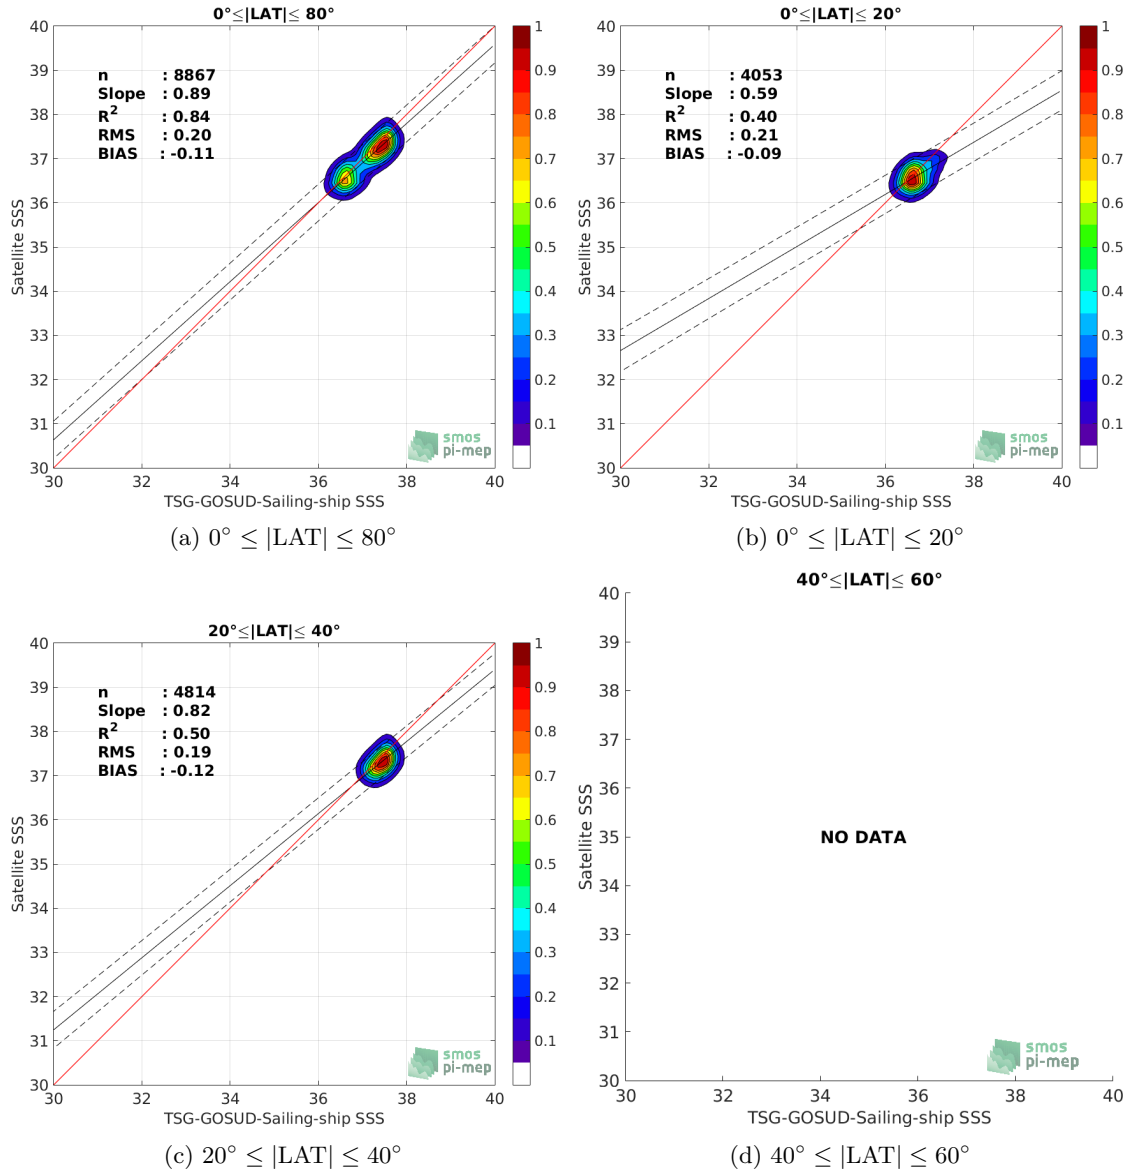 0°≤|LAT|≤ 80°
n : 8867
Slope : 0.89
R2 : 0.84
RMS : 0.20
BIAS : -0.11
Satellite SSS
40
39
38
37
36
35
34
33
32
31
30
30 32 34 36 38 40
TSG-GOSUD-Sailing-ship SSS
1
0.9
0.8
0.7
0.6
0.5
0.4
0.3
0.2
0.1
smos
pi-mep
(a) 0° ≤ |LAT| ≤ 80°
0°≤|LAT|≤ 20°
n : 4053
Slope : 0.59
R2 : 0.40
RMS : 0.21
BIAS : -0.09
Satellite SSS
40
39
38
37
36
35
34
33
32
31
30
30 32 34 36 38 40
TSG-GOSUD-Sailing-ship SSS
1
0.9
0.8
0.7
0.6
0.5
0.4
0.3
0.2
0.1
smos
pi-mep
(b) 0° ≤ |LAT| ≤ 20°
20°≤|LAT|≤ 40°
n : 4814
Slope : 0.82
R2 : 0.50
RMS : 0.19
BIAS : -0.12
Satellite SSS
40
39
38
37
36
35
34
33
32
31
30
30 32 34 36 38 40
TSG-GOSUD-Sailing-ship SSS
1
0.9
0.8
0.7
0.6
0.5
0.4
0.3
0.2
0.1
smos
pi-mep
(c) 20° ≤ |LAT| ≤ 40°
40°≤|LAT|≤ 60°
Satellite SSS
40
39
38
37
36
35
34
33
32
31
30
NO DATA
30 32 34 36 38 40
TSG-GOSUD-Sailing-ship SSS
smos
pi-mep
(d) 40° ≤ |LAT| ≤ 60°